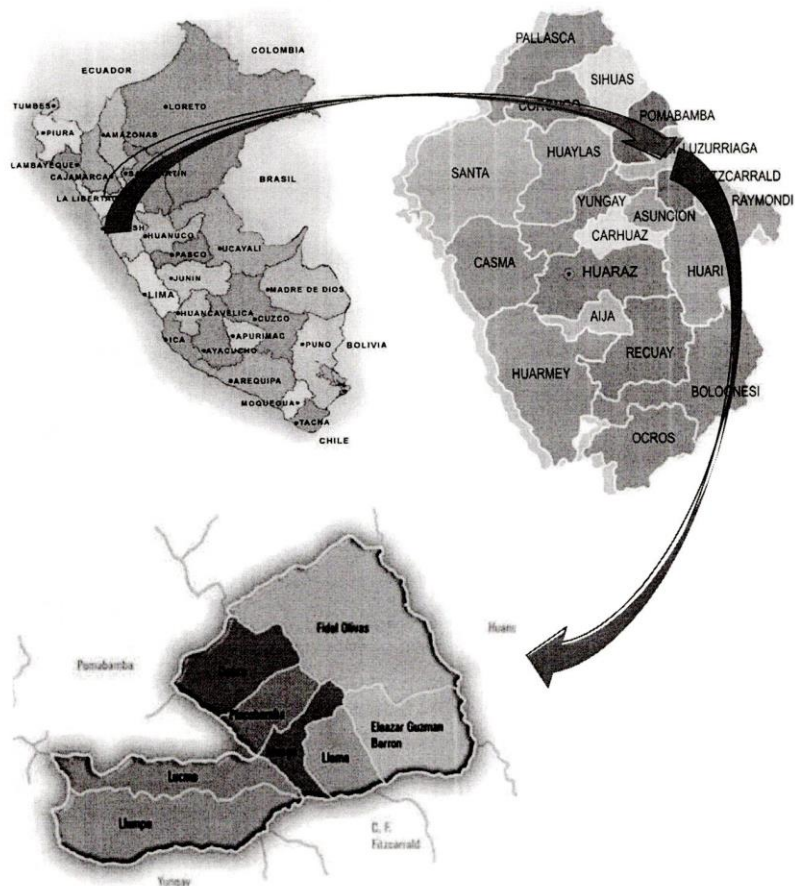 COLOMBIA
ECUADOR
TUMBES
LORETO
PIURA
AMAZONAS
LAMBAYEQUE
CAJAMARCA
BRASIL
HUANUCO
UCAYALI
PASCO
JUNIN
LIMA
MADRE DE DIOS
HUANCAVELICA
CUZCO
ICA
APURIMAC
AYACUCHO
PUNO
BOLIVIA
AREQUIPA
MOQUEGUA
TACNA
CHILE
PALLASCA
SIHUAS
POMABAMBA
LUZURRIAGA
HUAYLAS
SANTA
TZCARRALD
RAYMONDI
YUNGAY
ASUNCION
CARHUAZ
CASMA
HUARAZ
HUARI
AIJA
RECUAY
HUARMEY
BOLOGNESI
OCROS
Fidel Olivas
Pomabamba
Eleazar Guzman
Barron
Llama
Lucma
Llumpa
C. F.
Fitzcarrald
Yungay